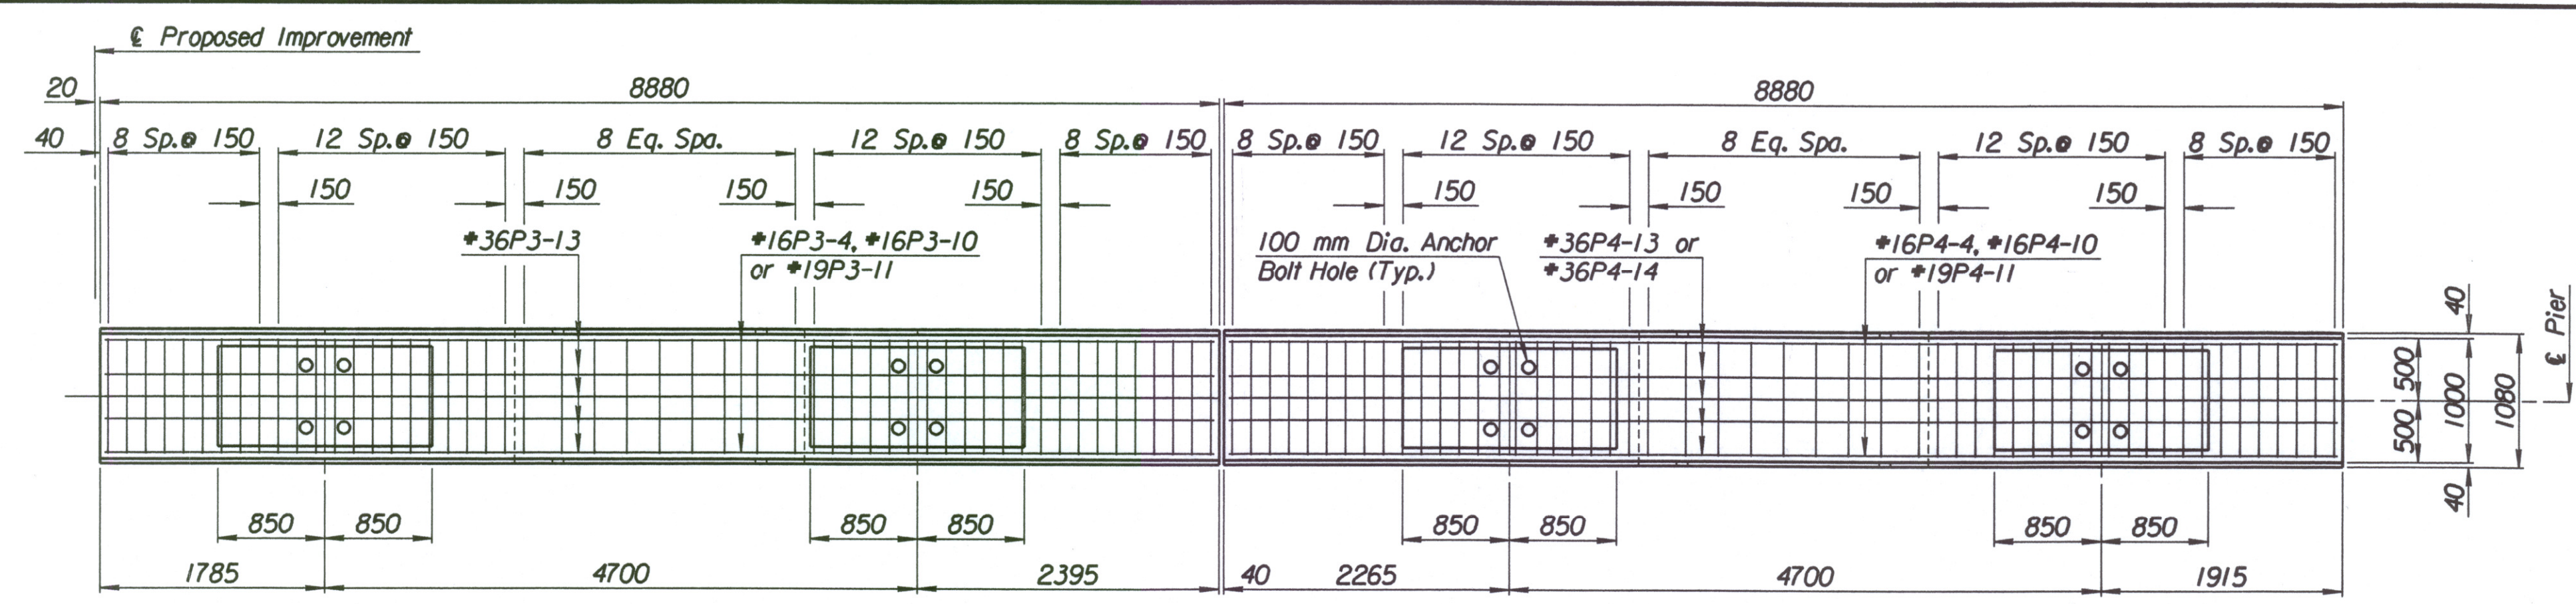 ℄ Proposed Improvement
20 8880 8880
40 8 Sp.@ 150 12 Sp.@ 150 8 Eq. Spa. 12 Sp.@ 150 8 Sp.@ 150 8 Sp.@ 150 12 Sp.@ 150 8 Eq. Spa. 12 Sp.@ 150 8 Sp.@ 150
150 150 150 150 150 150 150 150
#36P3-13
#16P3-4, #16P3-10
or #19P3-11
100 mm Dia. Anchor
Bolt Hole (Typ.)
#36P4-13 or
#36P4-14
#16P4-4, #16P4-10
or #19P4-11
40
500
500
1000
1080
40
℄ Pier
850 850 850 850 850 850 850 850
1785 4700 2395 40 2265 4700 1915